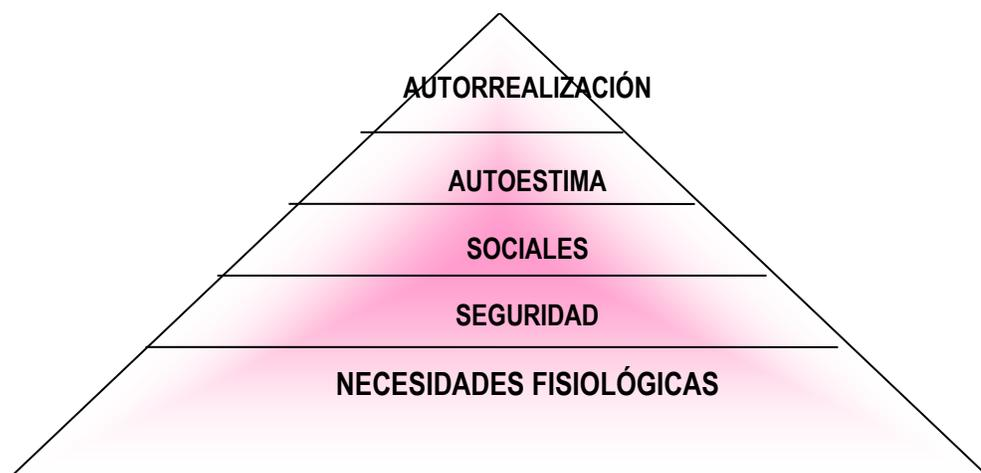 AUTORREALIZACIÓN
AUTOESTIMA
SOCIALES
SEGURIDAD
NECESIDADES FISIOLÓGICAS